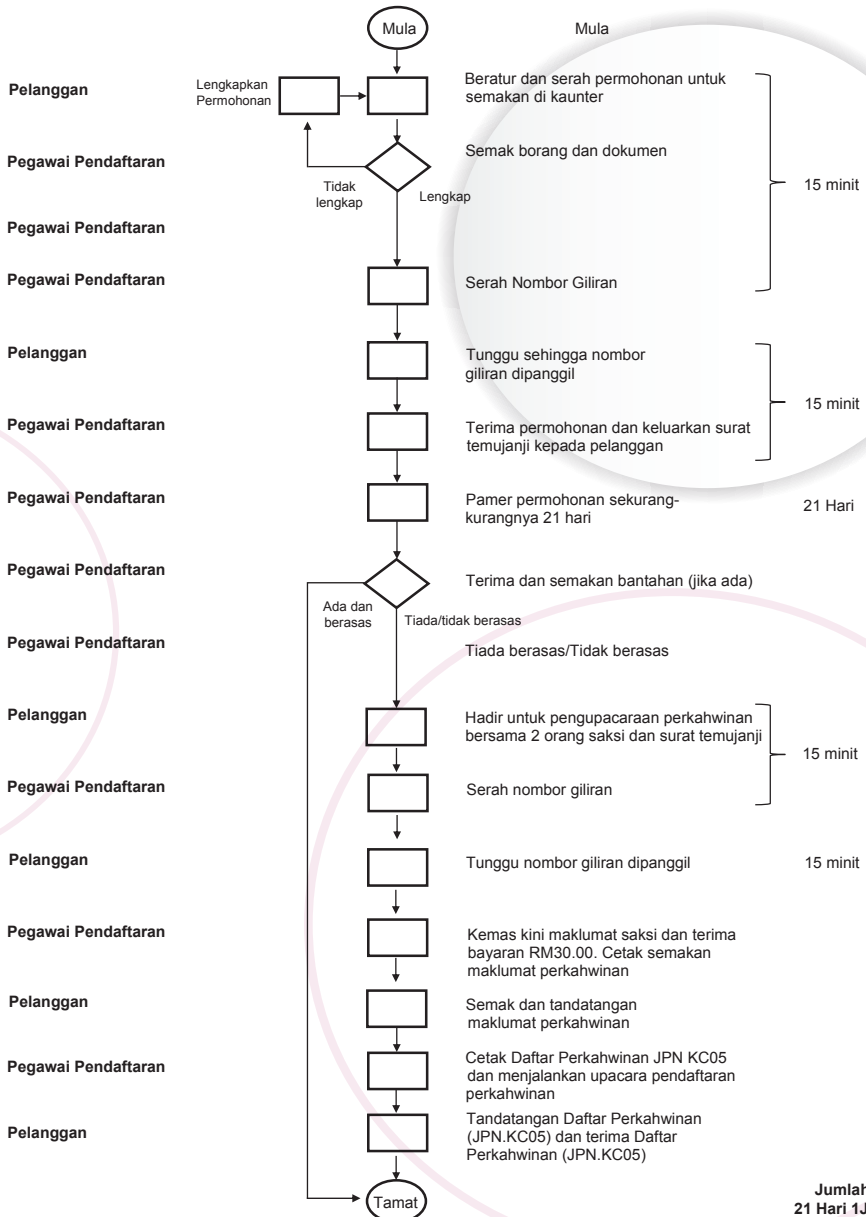 Mula
Mula
Pelanggan
Lengkapkan
Permohonan
Beratur dan serah permohonan untuk
semakan di kaunter
Pegawai Pendaftaran
Semak borang dan dokumen
Tidak
lengkap
Lengkap
15 minit
Pegawai Pendaftaran
Pegawai Pendaftaran
Serah Nombor Giliran
Pelanggan
Tunggu sehingga nombor
giliran dipanggil
15 minit
Pegawai Pendaftaran
Terima permohonan dan keluarkan surat
temujanji kepada pelanggan
Pegawai Pendaftaran
Pamer permohonan sekurang-
kurangnya 21 hari
21 Hari
Pegawai Pendaftaran
Terima dan semakan bantahan (jika ada)
Ada dan
berasas
Tiada/tidak berasas
Pegawai Pendaftaran
Tiada berasas/Tidak berasas
Pelanggan
Hadir untuk pengupacaraan perkahwinan
bersama 2 orang saksi dan surat temujanji
15 minit
Pegawai Pendaftaran
Serah nombor giliran
Pelanggan
Tunggu nombor giliran dipanggil
15 minit
Pegawai Pendaftaran
Kemas kini maklumat saksi dan terima
bayaran RM30.00. Cetak semakan
maklumat perkahwinan
Pelanggan
Semak dan tandatangan
maklumat perkahwinan
Pegawai Pendaftaran
Cetak Daftar Perkahwinan JPN KC05
dan menjalankan upacara pendaftaran
perkahwinan
Pelanggan
Tandatangan Daftar Perkahwinan
(JPN.KC05) dan terima Daftar
Perkahwinan (JPN.KC05)
Tamat
Jumlah
21 Hari 1J